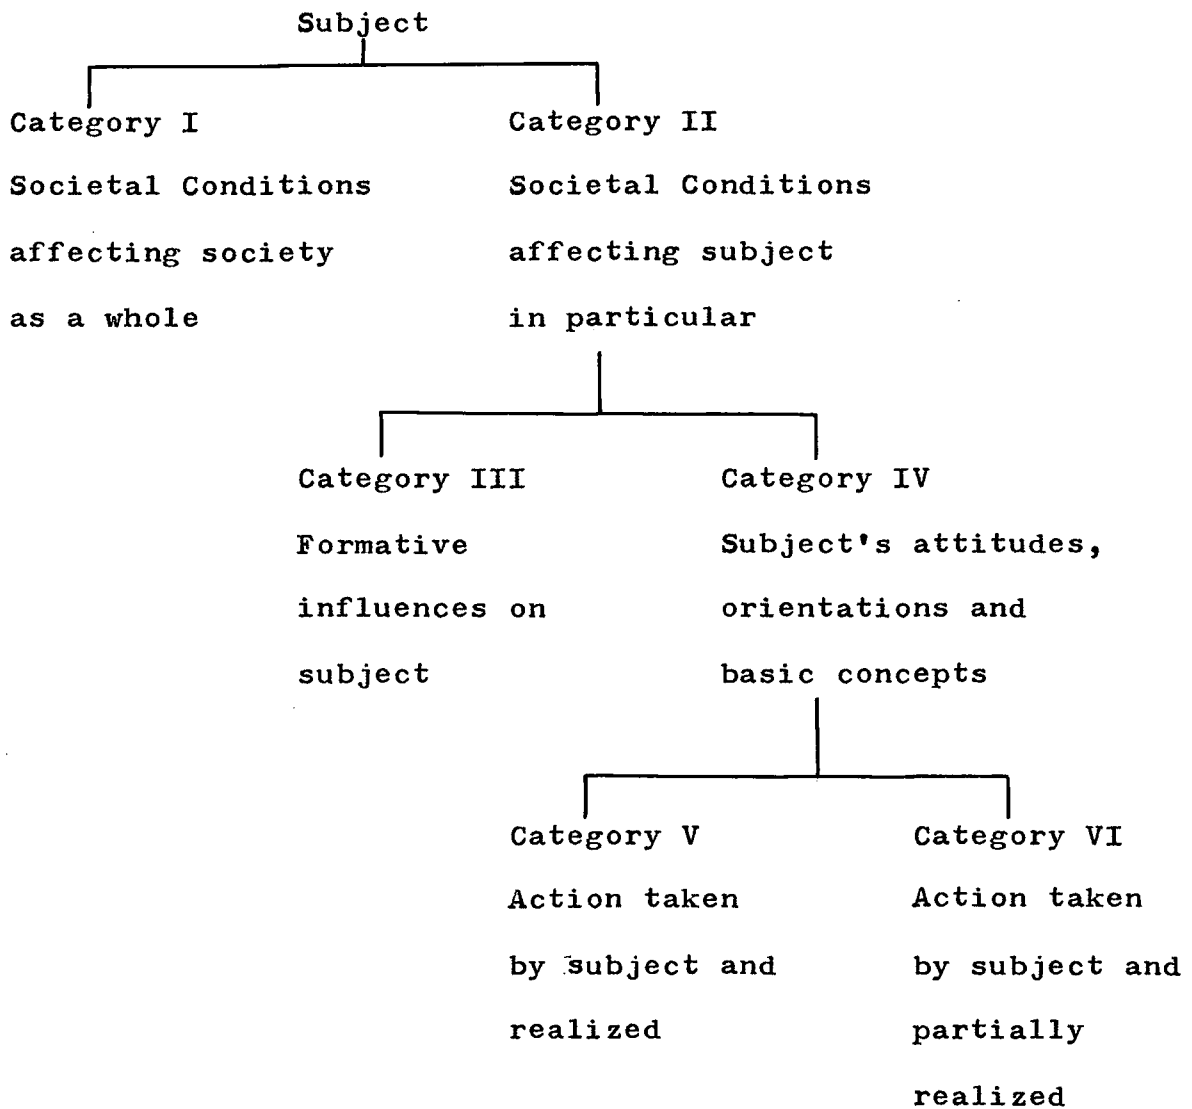 Subject
Category I
Societal Conditions
affecting society
as a whole
Category II
Societal Conditions
affecting subject
in particular
Category III
Formative
influences on
subject
Category IV
Subject's attitudes,
orientations and
basic concepts
Category V
Action taken
by subject and
realized
Category VI
Action taken
by subject and
partially
realized